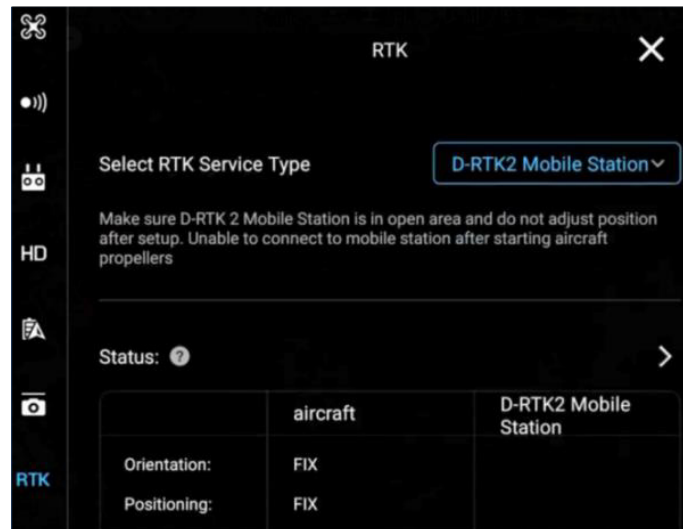 RTK
Select RTK Service Type
D-RTK2 Mobile Station
Make sure D-RTK 2 Mobile Station is in open area and do not adjust position
after setup. Unable to connect to mobile station after starting aircraft
propellers
HD
Status: ?
aircraft
D-RTK2 Mobile
Station
Orientation: FIX
RTK
Positioning: FIX